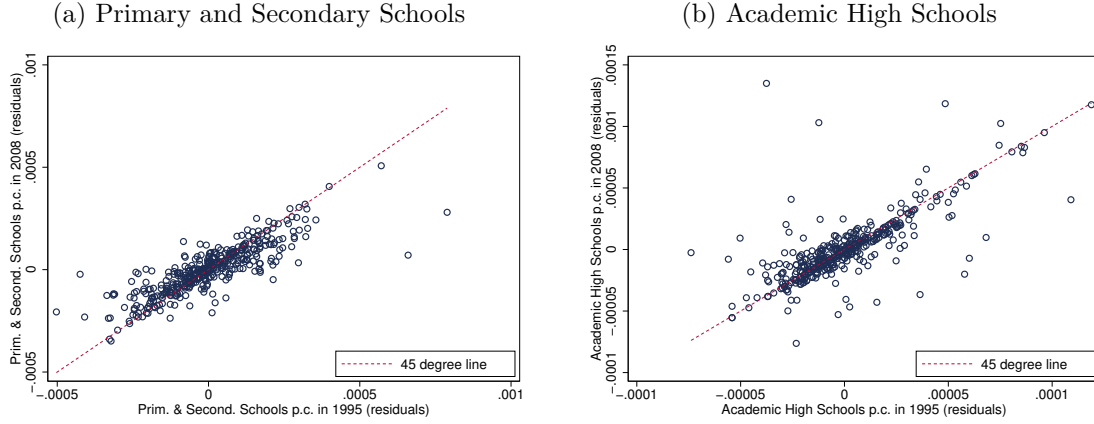 (a) Primary and Secondary Schools
Prim. & Second. Schools p.c. in 2008 (residuals)
.001
.0005
0
-.0005
-.0005
0
.0005
.001
Prim. & Second. Schools p.c. in 1995 (residuals)
45 degree line
(b) Academic High Schools
Academic High Schools p.c. in 2008 (residuals)
.00015
.0001
.00005
0
-.00005
-.0001
-.0001
-.00005
0
.00005
.0001
Academic High Schools p.c. in 1995 (residuals)
45 degree line